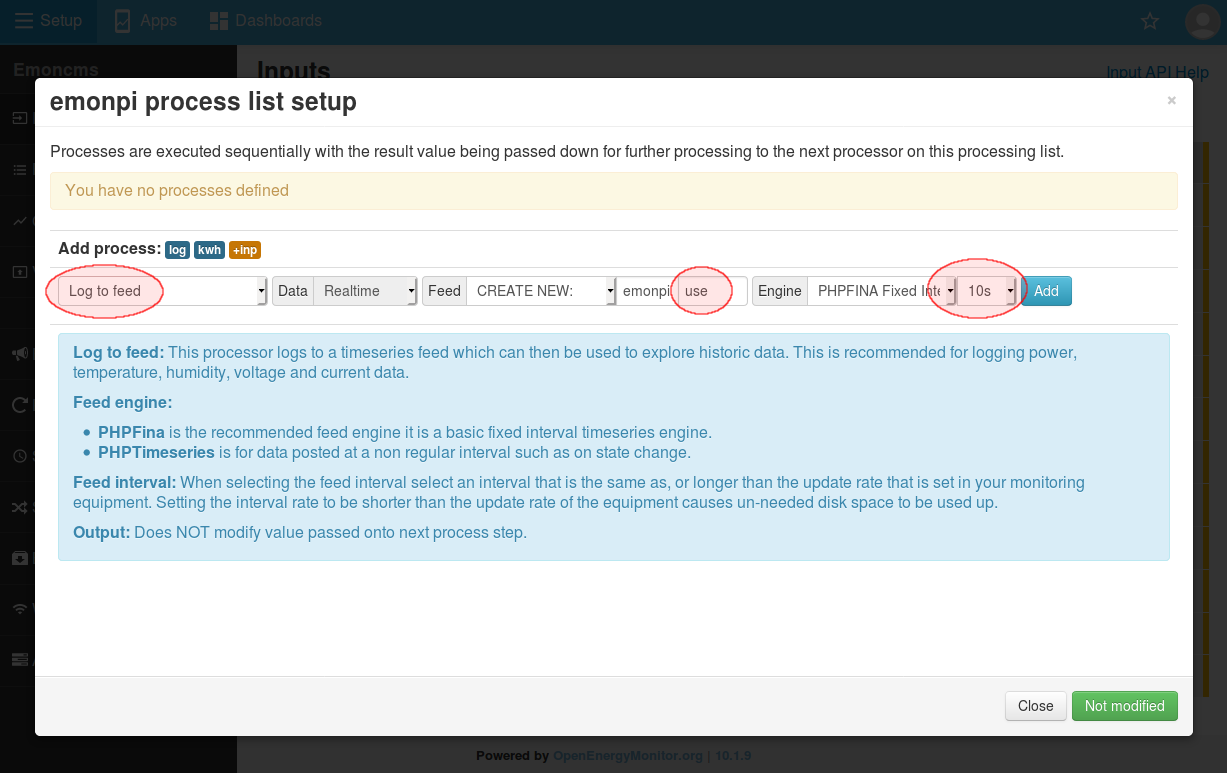 Setup Apps Dashboards
Emoncms
Inputs
Input API Help
emonpi process list setup
×
Processes are executed sequentially with the result value being passed down for further processing to the next processor on this processing list.
You have no processes defined
Add process: log kwh +inp
Log to feed Data Realtime Feed CREATE NEW: emonpi use Engine PHPFINA Fixed Inte 10s Add
Log to feed: This processor logs to a timeseries feed which can then be used to explore historic data. This is recommended for logging power,
temperature, humidity, voltage and current data.
Feed engine:
• PHPFina is the recommended feed engine it is a basic fixed interval timeseries engine.
• PHPTimeseries is for data posted at a non regular interval such as on state change.
Feed interval: When selecting the feed interval select an interval that is the same as, or longer than the update rate that is set in your monitoring
equipment. Setting the interval rate to be shorter than the update rate of the equipment causes un-needed disk space to be used up.
Output: Does NOT modify value passed onto next process step.
Close Not modified
Powered by OpenEnergyMonitor.org | 10.1.9